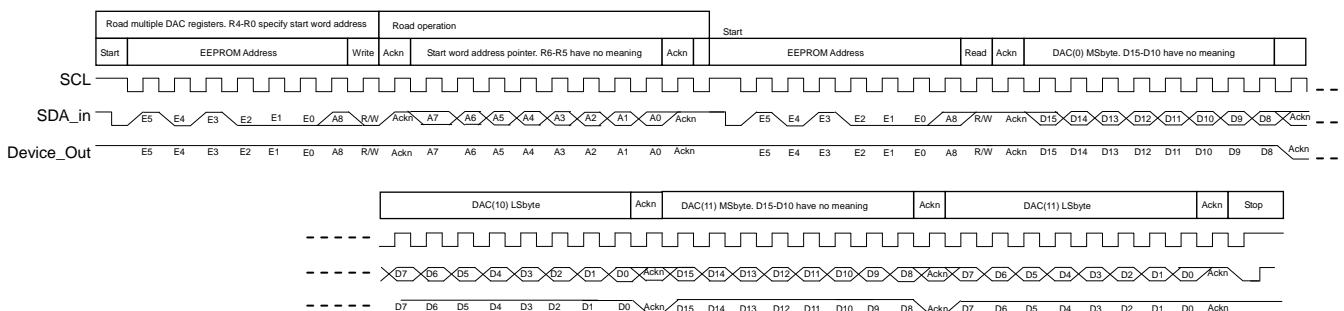 Road multiple DAC registers. R4-R0 specify start word address Road operation
Start
Start EEPROM Address Write Ackn Start word address pointer. R6-R5 have no meaning Ackn EEPROM Address Read Ackn DAC(0) MSbyte. D15-D10 have no meaning
SCL
SDA_in E5 E4 E3 E2 E1 E0 A8 R/W Ackn A7 A6 A5 A4 A3 A2 A1 A0 Ackn E5 E4 E3 E2 E1 E0 A8 R/W Ackn D15 D14 D13 D12 D11 D10 D9 D8 Ackn
Device_Out E5 E4 E3 E2 E1 E0 A8 R/W Ackn A7 A6 A5 A4 A3 A2 A1 A0 Ackn E5 E4 E3 E2 E1 E0 A8 R/W Ackn D15 D14 D13 D12 D11 D10 D9 D8 Ackn
DAC(10) LSbyte Ackn DAC(11) MSbyte. D15-D10 have no meaning Ackn DAC(11) LSbyte Ackn Stop
D7 D6 D5 D4 D3 D2 D1 D0 Ackn D15 D14 D13 D12 D11 D10 D9 D8 Ackn D7 D6 D5 D4 D3 D2 D1 D0 Ackn
D7 D6 D5 D4 D3 D2 D1 D0 Ackn D15 D14 D13 D12 D11 D10 D9 D8 Ackn D7 D6 D5 D4 D3 D2 D1 D0 Ackn